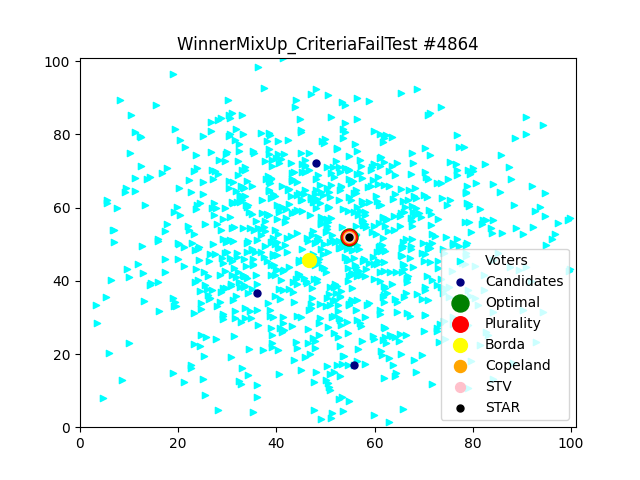 WinnerMixUp_CriteriaFailTest #4864
100
80
60
40
20
0
0 20 40 60 80 100
Voters
Candidates
Optimal
Plurality
Borda
Copeland
STV
STAR